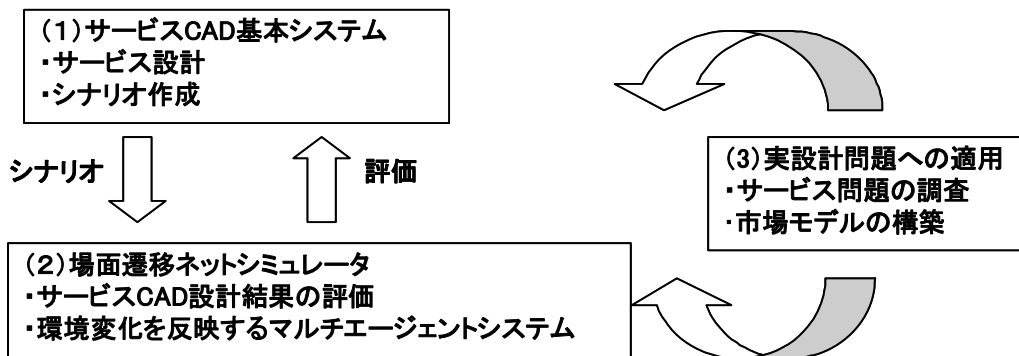 (1)サービスCAD基本システム
・サービス設計
・シナリオ作成
シナリオ
評価
(3)実設計問題への適用
・サービス問題の調査
・市場モデルの構築
(2)場面遷移ネットシミュレータ
・サービスCAD設計結果の評価
・環境変化を反映するマルチエージェントシステム